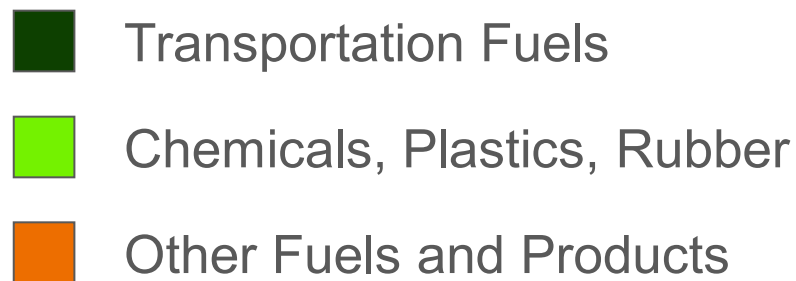 Transportation Fuels
Chemicals, Plastics, Rubber
Other Fuels and Products